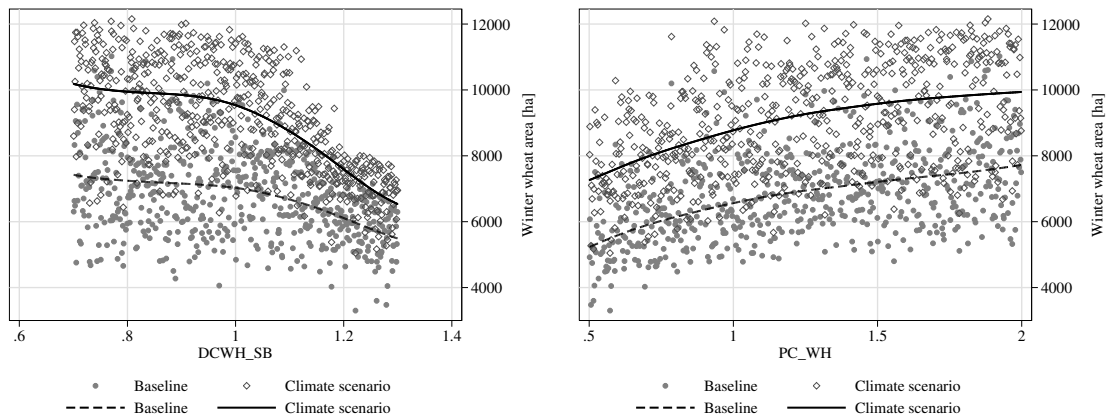 12000
10000
8000
6000
4000
Winter wheat area [ha]
.6 .8 1 1.2 1.4
DCWH_SB
Baseline Climate scenario
Baseline Climate scenario
12000
10000
8000
6000
4000
Winter wheat area [ha]
.5 1 1.5 2
PC_WH
Baseline Climate scenario
Baseline Climate scenario